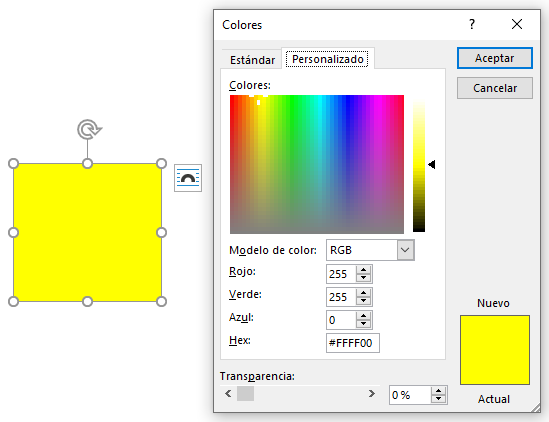 Colores
?
Estándar
Personalizado
Aceptar
Cancelar
Colores:
Modelo de color: RGB
Rojo: 255
Verde: 255
Azul: 0
Hex: #FFFF00
Nuevo
Actual
Transparencia:
0 %